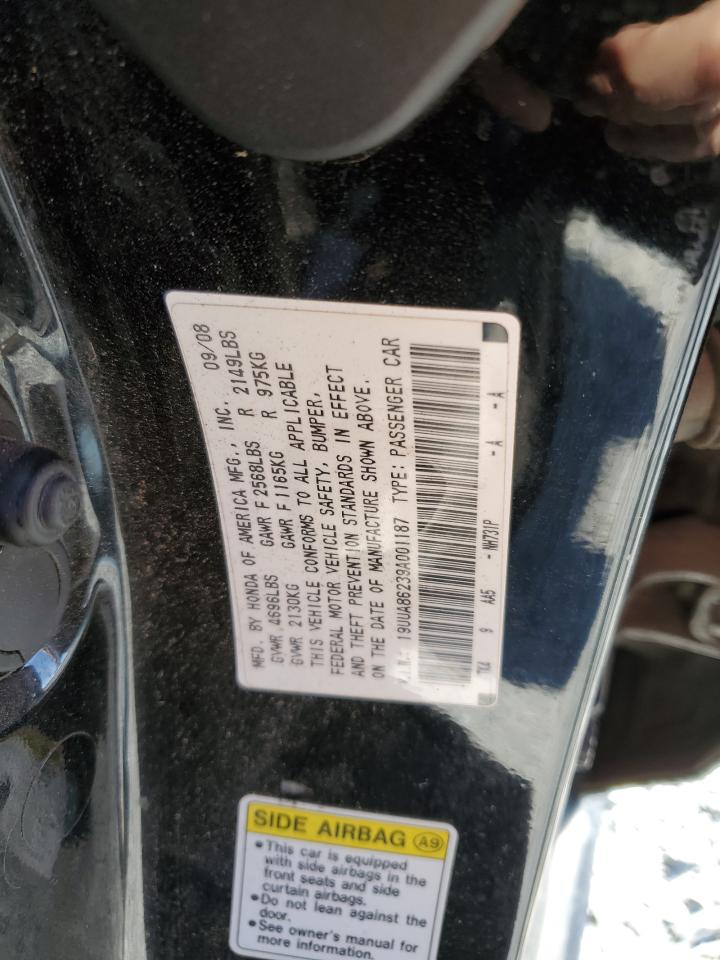 MFD. BY HONDA OF AMERICA MFG., INC. 09/08
GVWR 4696LBS GAWR F 2568LBS R 2149LBS
GVWR 2130KG GAWR F 1165KG R 975KG
THIS VEHICLE CONFORMS TO ALL APPLICABLE
FEDERAL MOTOR VEHICLE SAFETY, BUMPER,
AND THEFT PREVENTION STANDARDS IN EFFECT
ON THE DATE OF MANUFACTURE SHOWN ABOVE.
V.I.N.: 19UUA86239A001187 TYPE: PASSENGER CAR
TK4 9 AA5 - NH731P -A -A
SIDE AIRBAG A9
•This car is equipped
with side airbags in the
front seats and side
curtain airbags.
•Do not lean against the
door.
•See owner's manual for
more information.